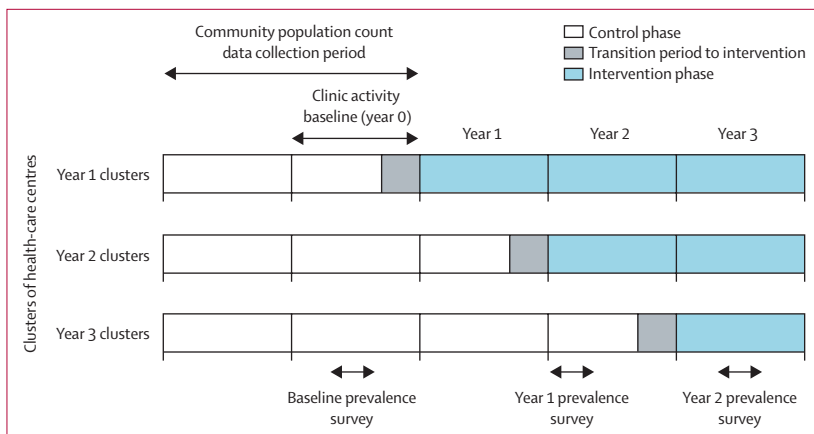 Community population count
data collection period
Control phase
Transition period to intervention
Intervention phase
Clinic activity
baseline (year 0)
Year 1
Year 2
Year 3
Clusters of health-care centres
Year 1 clusters
Year 2 clusters
Year 3 clusters
Baseline prevalence
survey
Year 1 prevalence
survey
Year 2 prevalence
survey